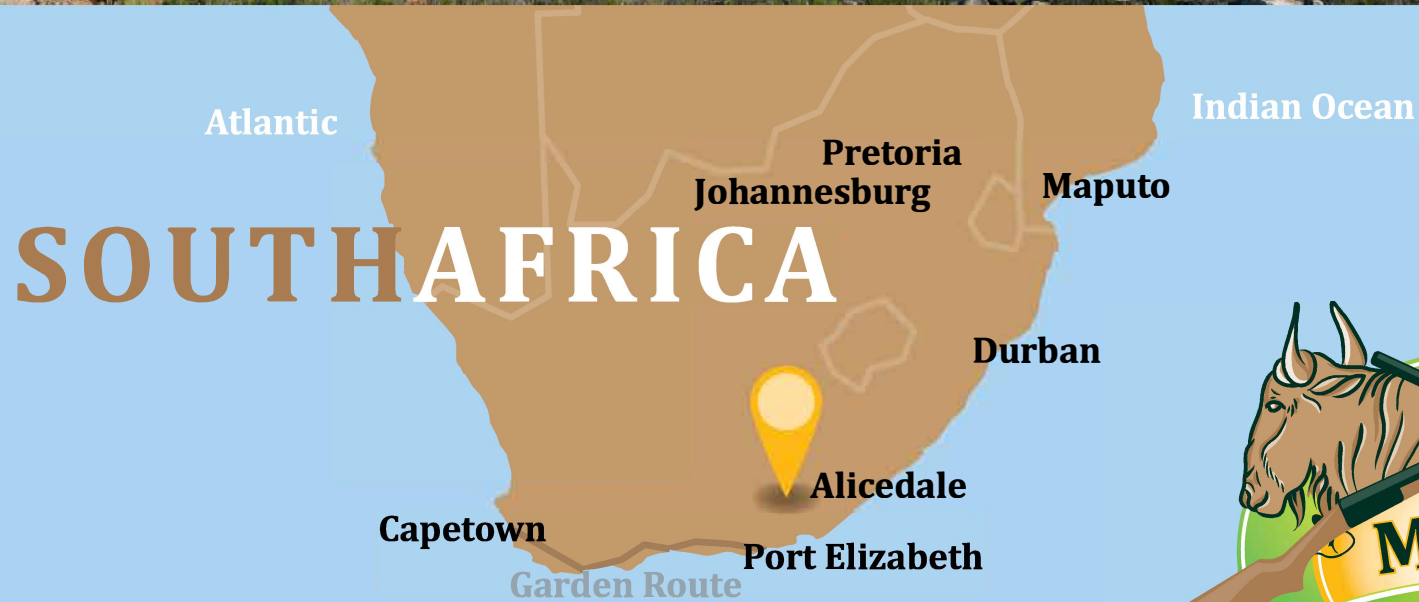 Atlantic
Indian Ocean
Pretoria
Johannesburg
Maputo
SOUTHAFRICA
Durban
Alicedale
Capetown
Port Elizabeth
Garden Route
M